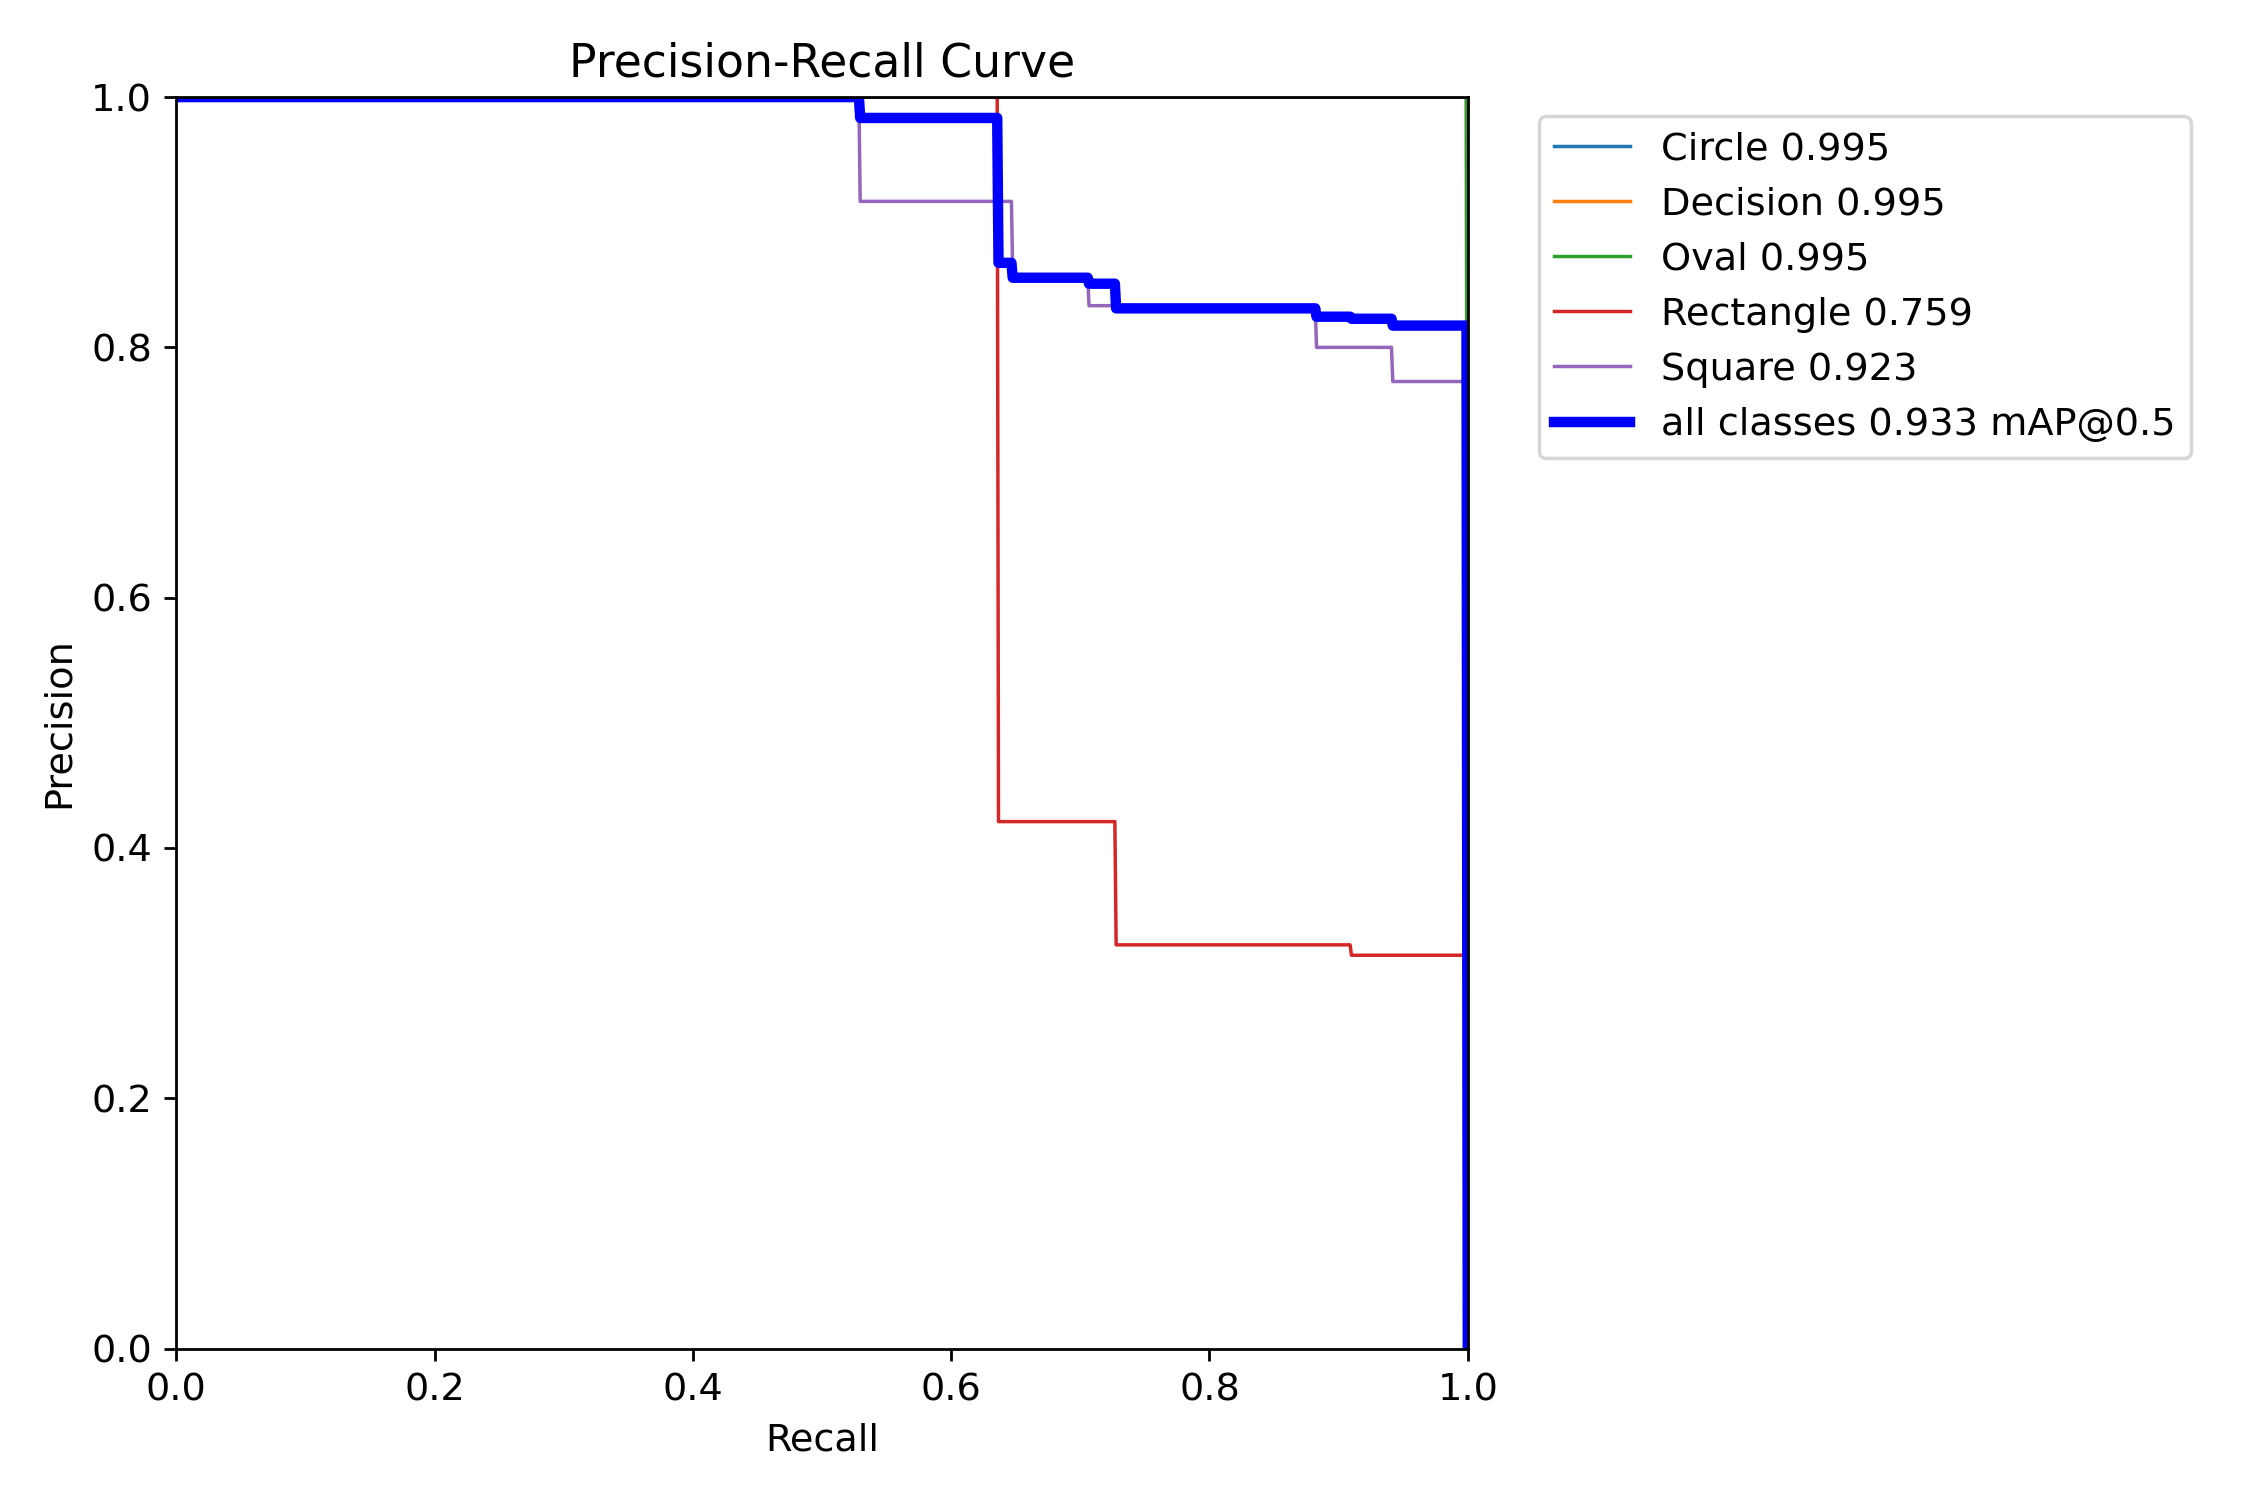 Precision-Recall Curve
1.0
0.8
0.6
0.4
0.2
0.0
Precision
0.0 0.2 0.4 0.6 0.8 1.0
Recall
Circle 0.995
Decision 0.995
Oval 0.995
Rectangle 0.759
Square 0.923
all classes 0.933 mAP@0.5